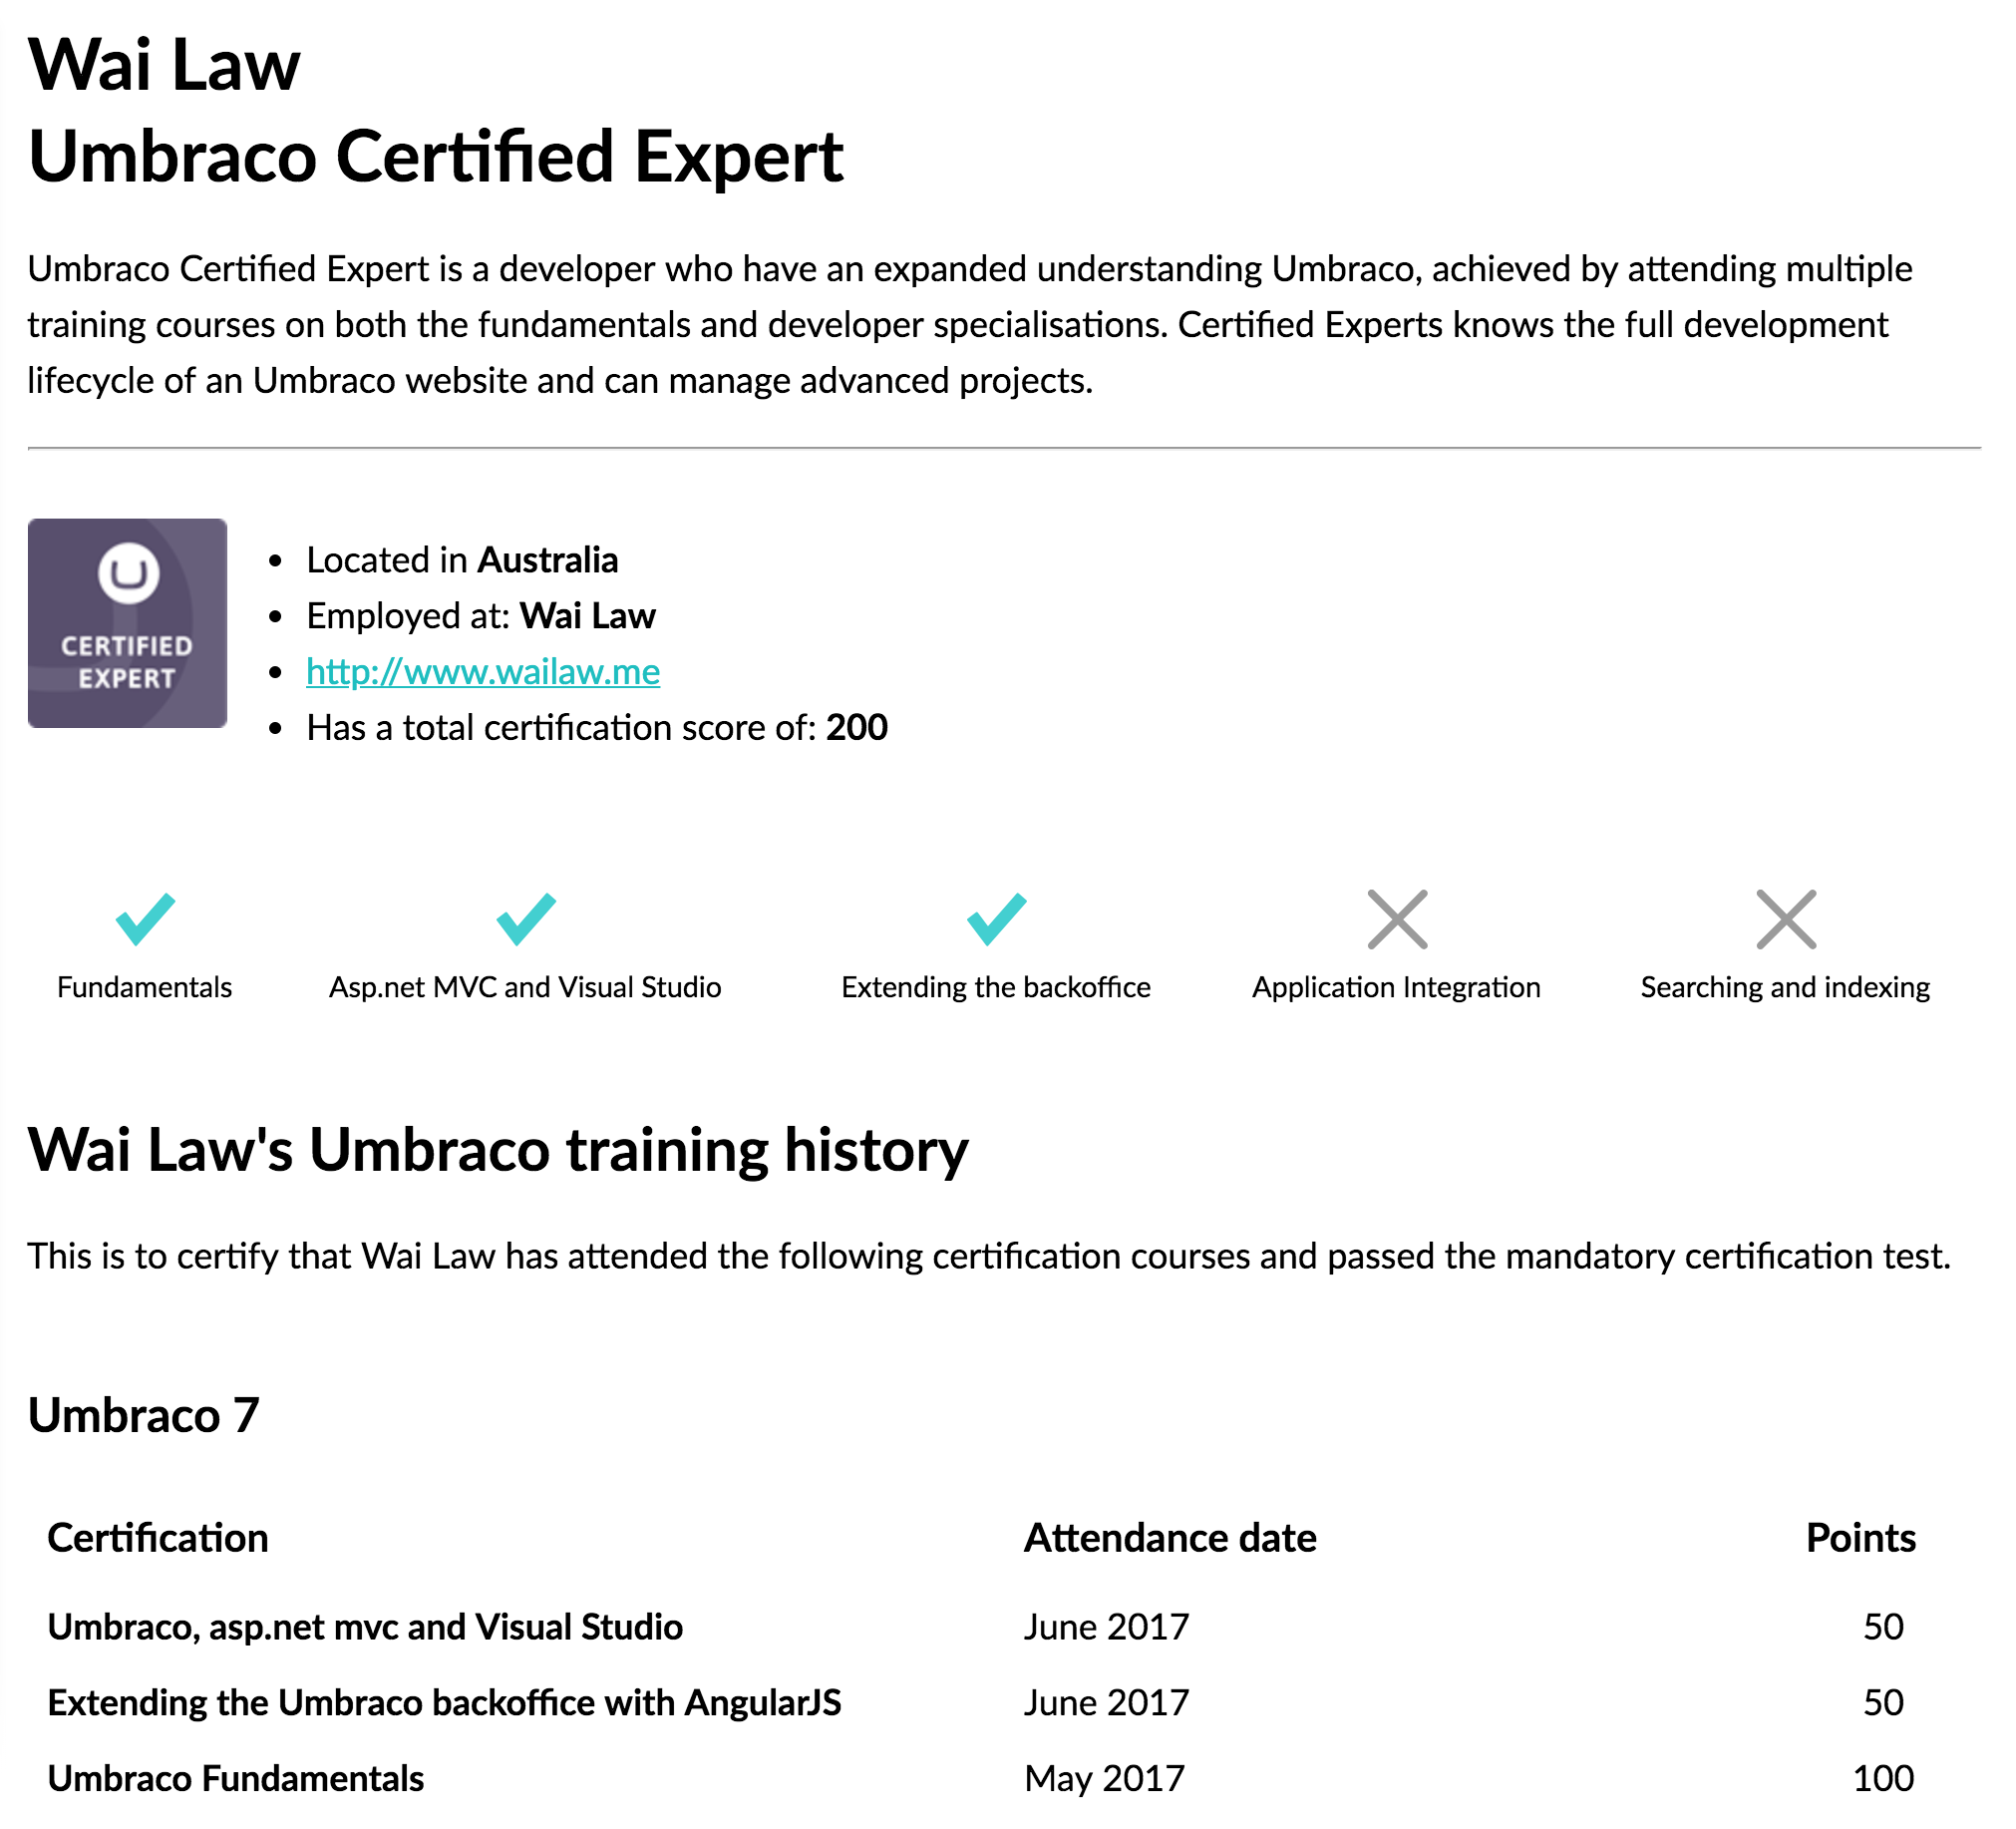 Wai Law
Umbraco Certified Expert
Umbraco Certified Expert is a developer who have an expanded understanding Umbraco, achieved by attending multiple
training courses on both the fundamentals and developer specialisations. Certified Experts knows the full development
lifecycle of an Umbraco website and can manage advanced projects.
CERTIFIED
EXPERT
• Located in Australia
• Employed at: Wai Law
• http://www.wailaw.me
• Has a total certification score of: 200
Fundamentals Asp.net MVC and Visual Studio Extending the backoffice Application Integration Searching and indexing
Wai Law's Umbraco training history
This is to certify that Wai Law has attended the following certification courses and passed the mandatory certification test.
Umbraco 7
Certification Attendance date Points
Umbraco, asp.net mvc and Visual Studio June 2017 50
Extending the Umbraco backoffice with AngularJS June 2017 50
Umbraco Fundamentals May 2017 100